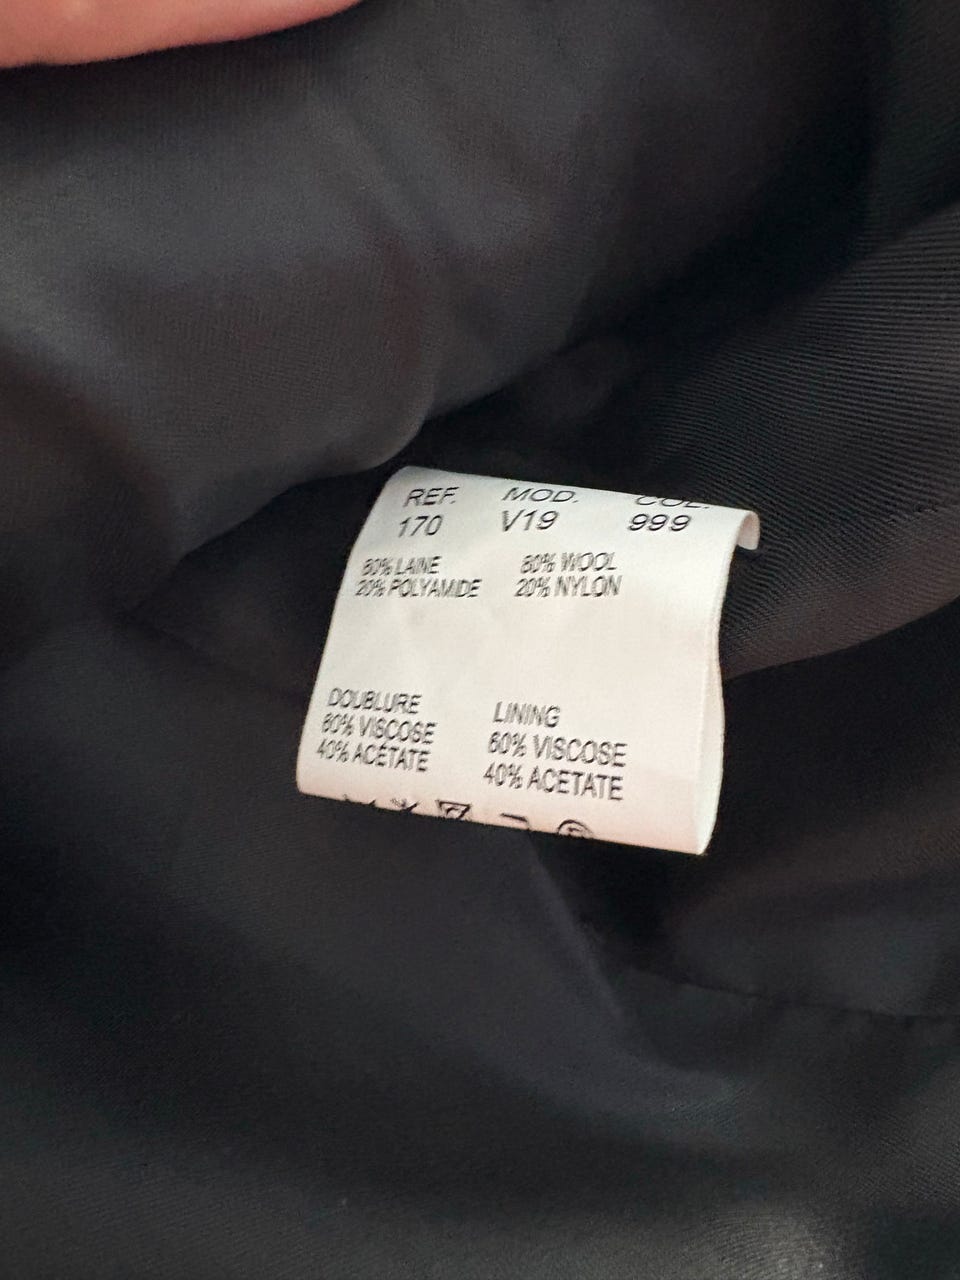 REF. MOD. COL.
170 V19 999
80% LAINE 80% WOOL
20% POLYAMIDE 20% NYLON
DOUBLURE LINING
60% VISCOSE 60% VISCOSE
40% ACÉTATE 40% ACETATE